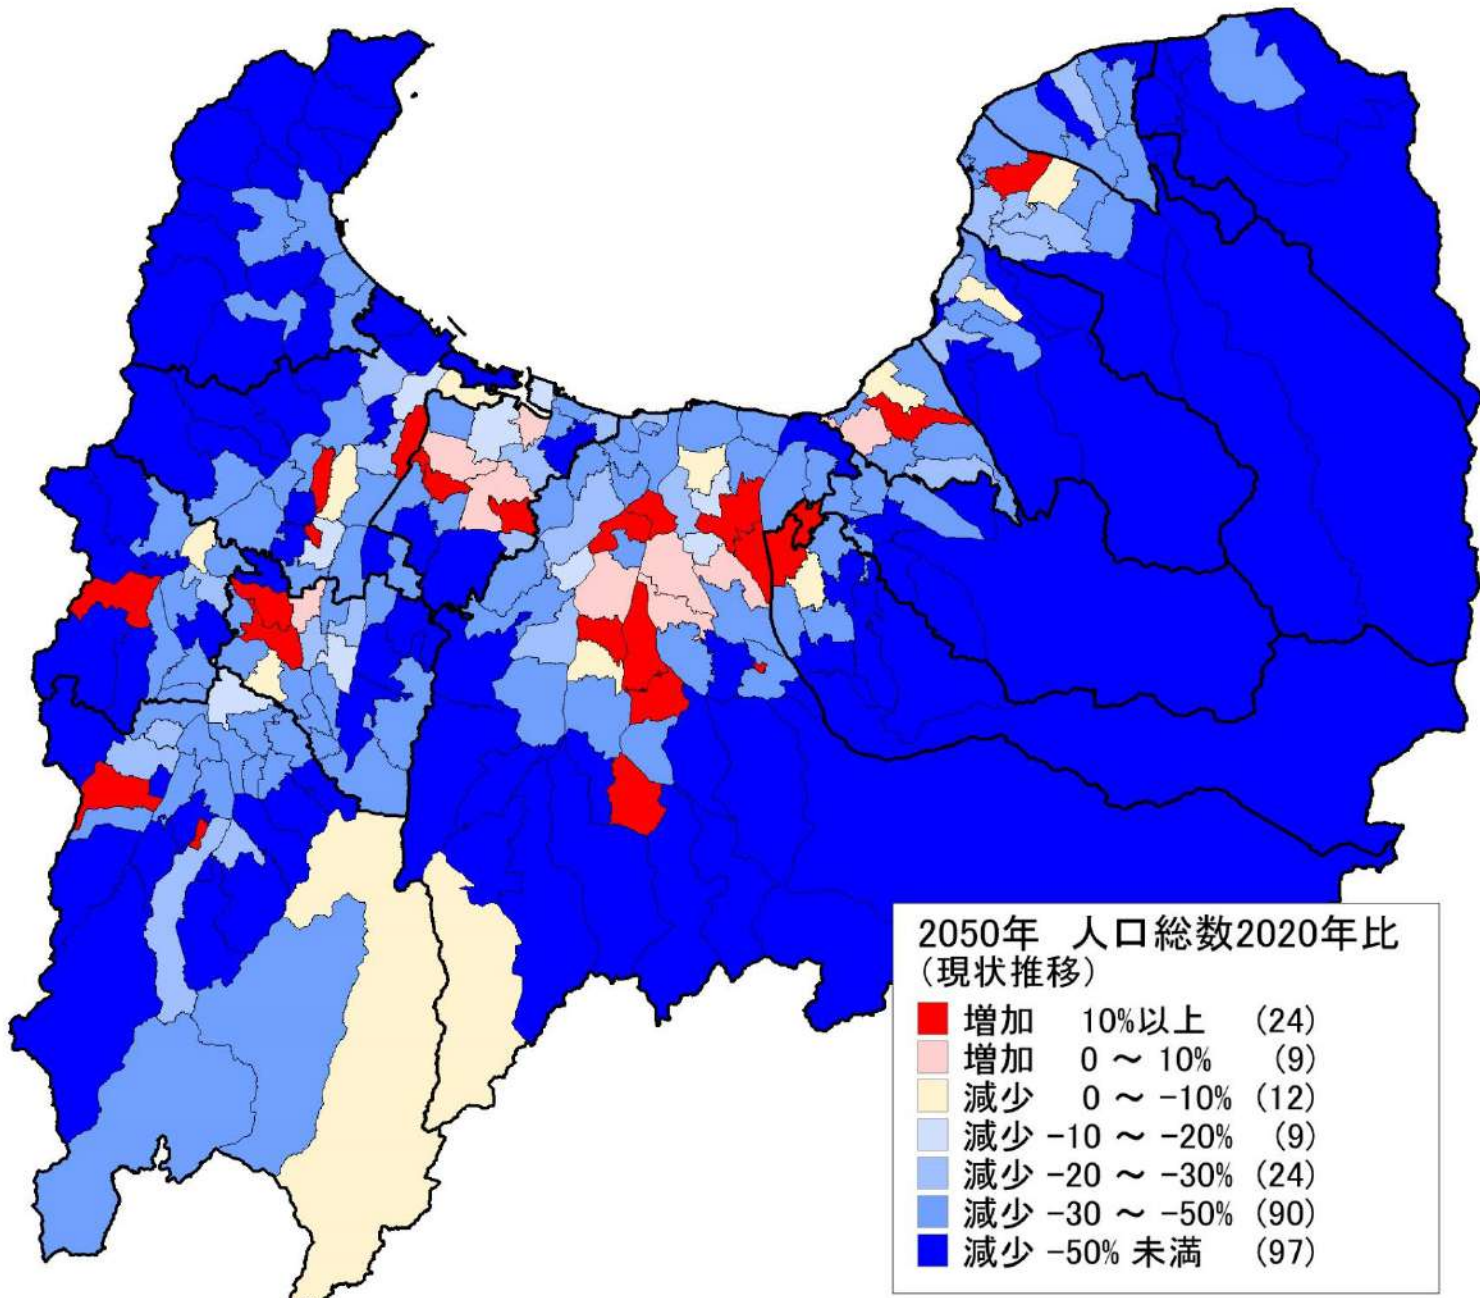 2050年 人口総数2020年比
(現状推移)
増加 10%以上 (24)
増加 0 ～ 10% (9)
減少 0 ～ -10% (12)
減少 -10 ～ -20% (9)
減少 -20 ～ -30% (24)
減少 -30 ～ -50% (90)
減少 -50% 未満 (97)